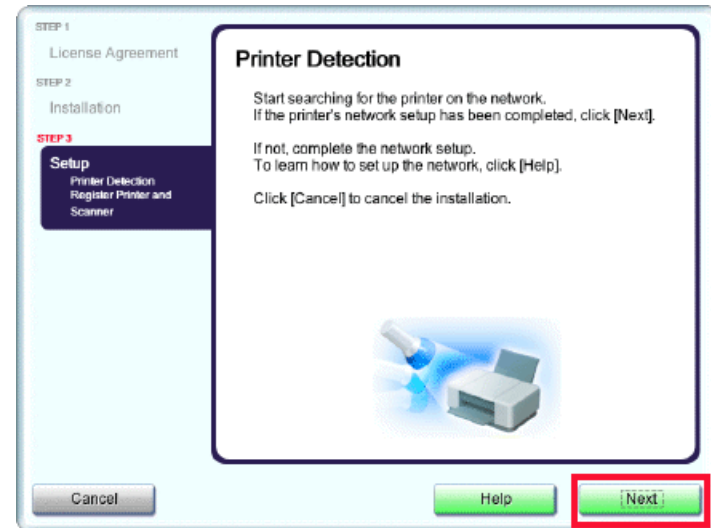 STEP 1
License Agreement
STEP 2
Installation
STEP 3
Setup
Printer Detection
Register Printer and
Scanner
Printer Detection
Start searching for the printer on the network.
If the printer's network setup has been completed, click [Next].
If not, complete the network setup.
To learn how to set up the network, click [Help].
Click [Cancel] to cancel the installation.
Cancel
Help
Next